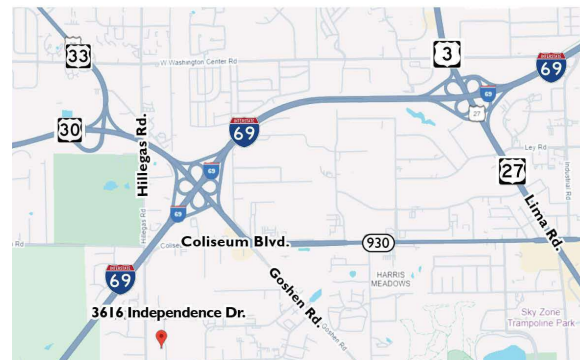 33
W Washington Center Rd
3
69
69
27
30
Hillegas Rd.
69
69
Ley Rd
27
Industrial Rd
Lima Rd.
Hillegas Rd
69
Coliseum Blvd.
930
69
Goshen Rd.
HARRIS
MEADOWS
3616 Independence Dr.
Goshen Rd
Sky Zone
Trampoline Park